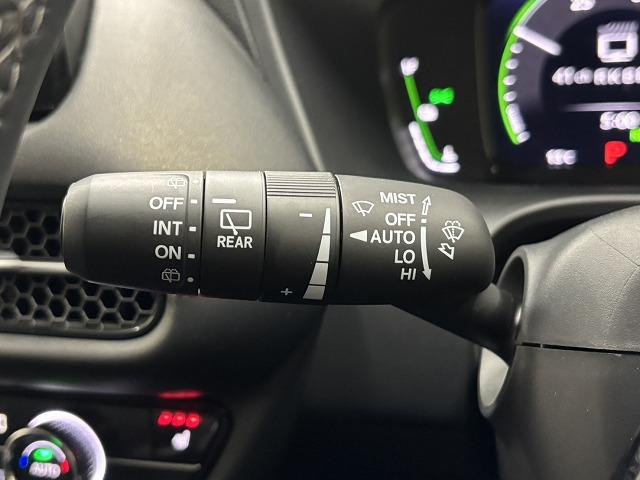 OFF
INT
ON
REAR
−
+
MIST
OFF
AUTO
LO
HI
AUTO
P